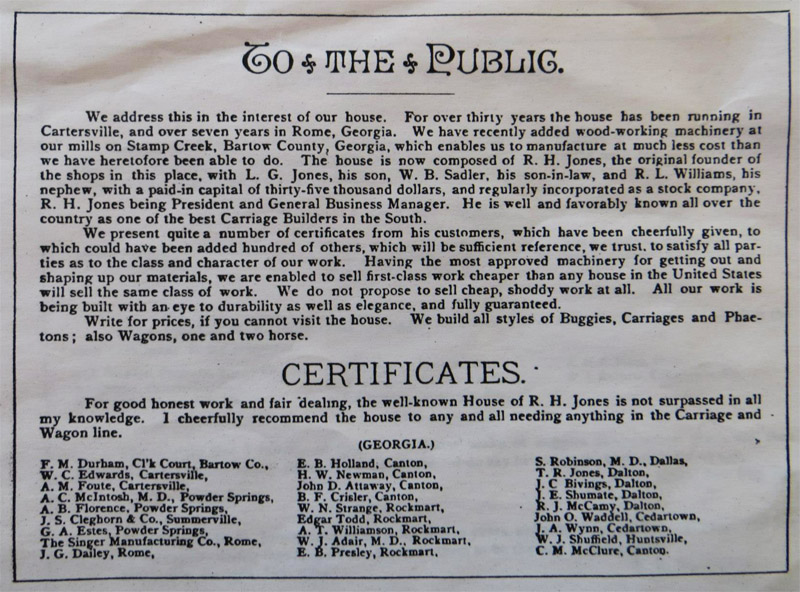 To the Public.
We address this in the interest of our house. For over thirty years the house has been running in
Cartersville, and over seven years in Rome, Georgia. We have recently added wood-working machinery at
our mills on Stamp Creek, Bartow County, Georgia, which enables us to manufacture at much less cost than
we have heretofore been able to do. The house is now composed of R. H. Jones, the original founder of
the shops in this place, with L. G. Jones, his son, W. B. Sadler, his son-in-law, and R. L. Williams, his
nephew, with a paid-in capital of thirty-five thousand dollars, and regularly incorporated as a stock company,
R. H. Jones being President and General Business Manager. He is well and favorably known all over the
country as one of the best Carriage Builders in the South.
We present quite a number of certificates from his customers, which have been cheerfully given, to
which could have been added hundred of others, which will be sufficient reference, we trust, to satisfy all par-
ties as to the class and character of our work. Having the most approved machinery for getting out and
shaping up our materials, we are enabled to sell first-class work cheaper than any house in the United States
will sell the same class of work. We do not propose to sell cheap, shoddy work at all. All our work is
being built with an eye to durability as well as elegance, and fully guaranteed.
Write for prices, if you cannot visit the house. We build all styles of Buggies, Carriages and Phae-
tons; also Wagons, one and two horse.
CERTIFICATES.
For good honest work and fair dealing, the well-known House of R. H. Jones is not surpassed in all
my knowledge. I cheerfully recommend the house to any and all needing anything in the Carriage and
Wagon line.
(GEORGIA.)
F. M. Durham, Cl'k Court, Bartow Co.,
W. C. Edwards, Cartersville,
A. M. Foute, Cartersville,
A. C. McIntosh, M. D., Powder Springs,
A. B. Florence, Powder Springs,
J. S. Cleghorn & Co., Summerville,
G. A. Estes, Powder Springs,
The Singer Manufacturing Co., Rome,
J. G. Dailey, Rome,
E. B. Holland, Canton,
H. W. Newman, Canton,
John D. Attaway, Canton,
B. F. Crisler, Canton,
W. N. Strange, Rockmart,
Edgar Todd, Rockmart,
A. T. Williamson, Rockmart,
W. J. Adair, M. D., Rockmart,
E. B. Presley, Rockmart,
S. Robinson, M. D., Dallas,
T. R. Jones, Dalton,
J. C Bivings, Dalton,
J. E. Shumate, Dalton,
R. J. McCamy, Dalton,
John O. Waddell, Cedartown,
J. A. Wynn, Cedartown,
W. J. Shuffield, Huntsville,
C. M. McClure, Canton.